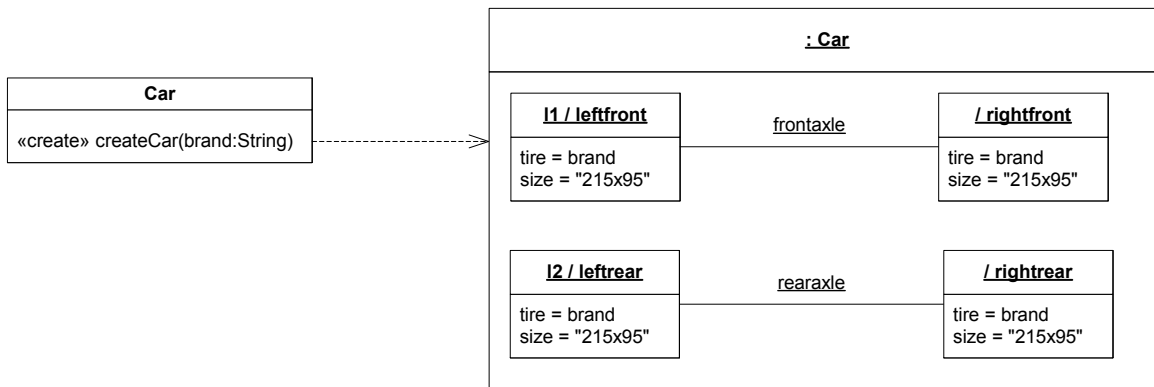 : Car
Car
«create» createCar(brand:String)
l1 / leftfront
tire = brand
size = "215x95"
frontaxle
/ rightfront
tire = brand
size = "215x95"
l2 / leftrear
tire = brand
size = "215x95"
rearaxle
/ rightrear
tire = brand
size = "215x95"